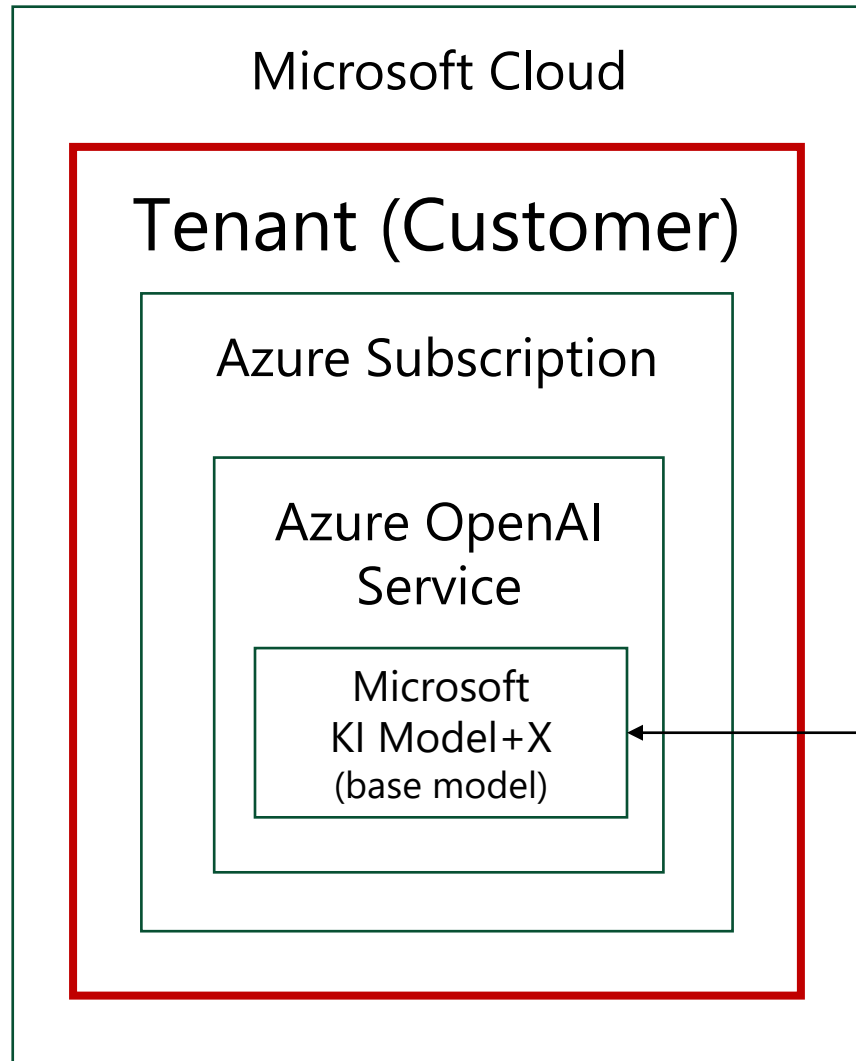 Microsoft Cloud
Tenant (Customer)
Azure Subscription
Azure OpenAI
Service
Microsoft
KI Model+X
(base model)